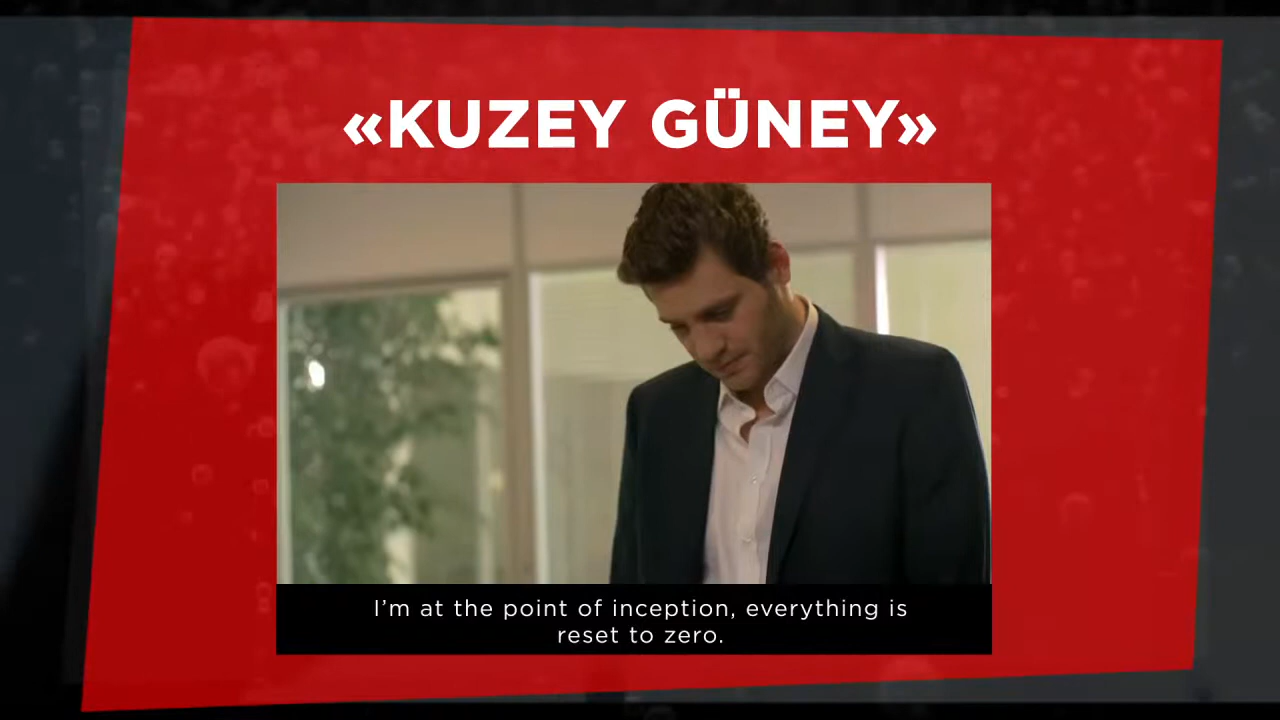 «KUZEY GÜNEY»
I’m at the point of inception, everything is
reset to zero.